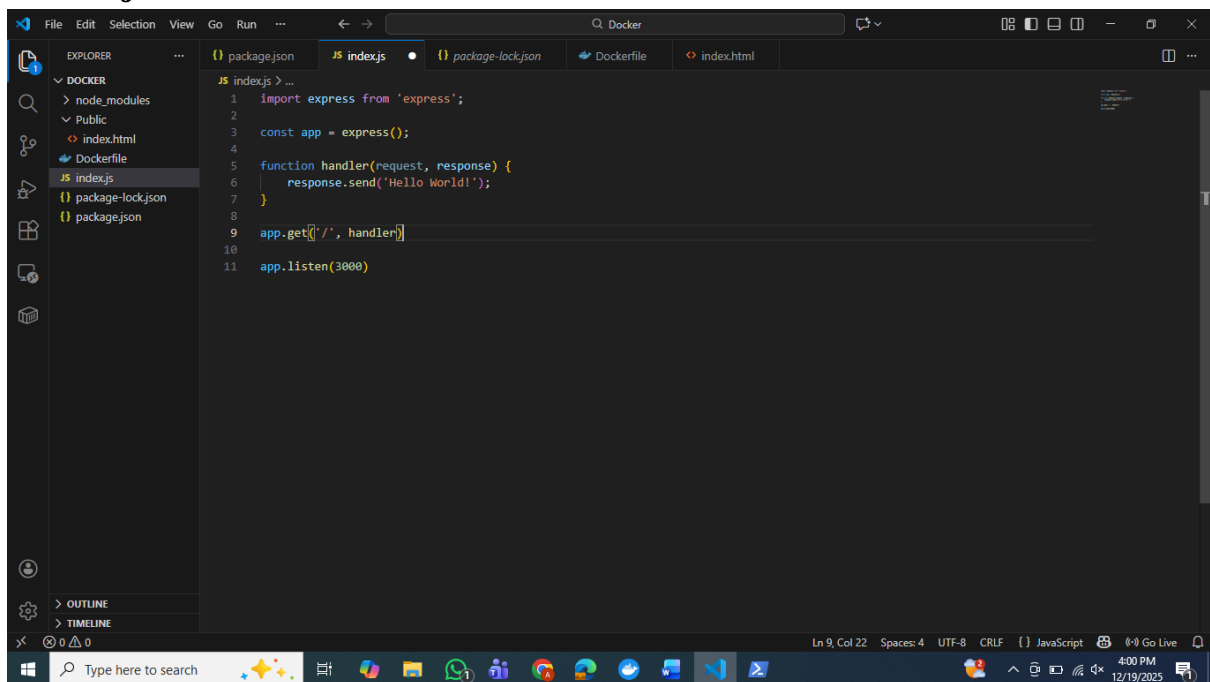 File Edit Selection View Go Run ··· Docker
EXPLORER ···
DOCKER
node_modules
Public
<> index.html
Dockerfile
JS index.js
{} package-lock.json
{} package.json
OUTLINE
TIMELINE
{} package.json JS index.js ● {} package-lock.json Dockerfile <> index.html ···
JS index.js > ...
1 import express from 'express';
2
3 const app = express();
4
5 function handler(request, response) {
6 response.send('Hello World!');
7 }
8
9 app.get('/', handler)
10
11 app.listen(3000)
1
0 0 Ln 9, Col 22 Spaces: 4 UTF-8 CRLF {} JavaScript Go Live
Type here to search 1 2 4:00 PM
12/19/2025 1